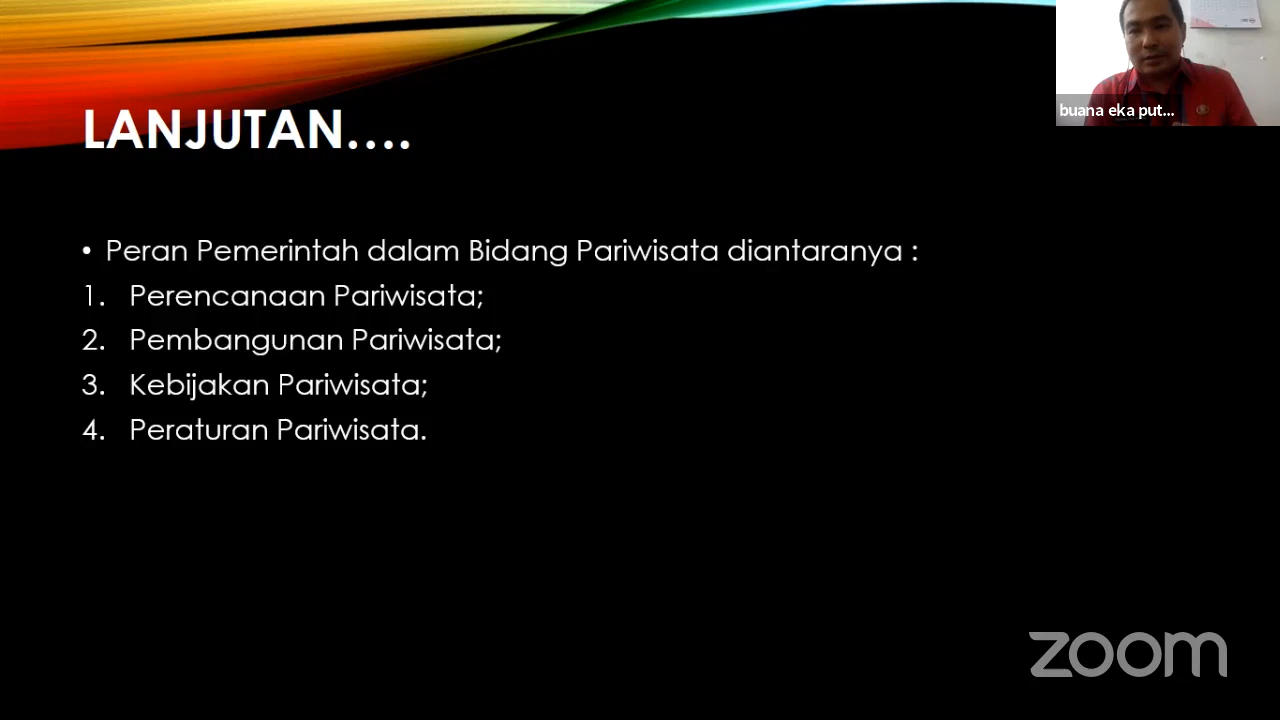 LANJUTAN....
• Peran Pemerintah dalam Bidang Pariwisata diantaranya :
1. Perencanaan Pariwisata;
2. Pembangunan Pariwisata;
3. Kebijakan Pariwisata;
4. Peraturan Pariwisata.
buana eka put...
zoom